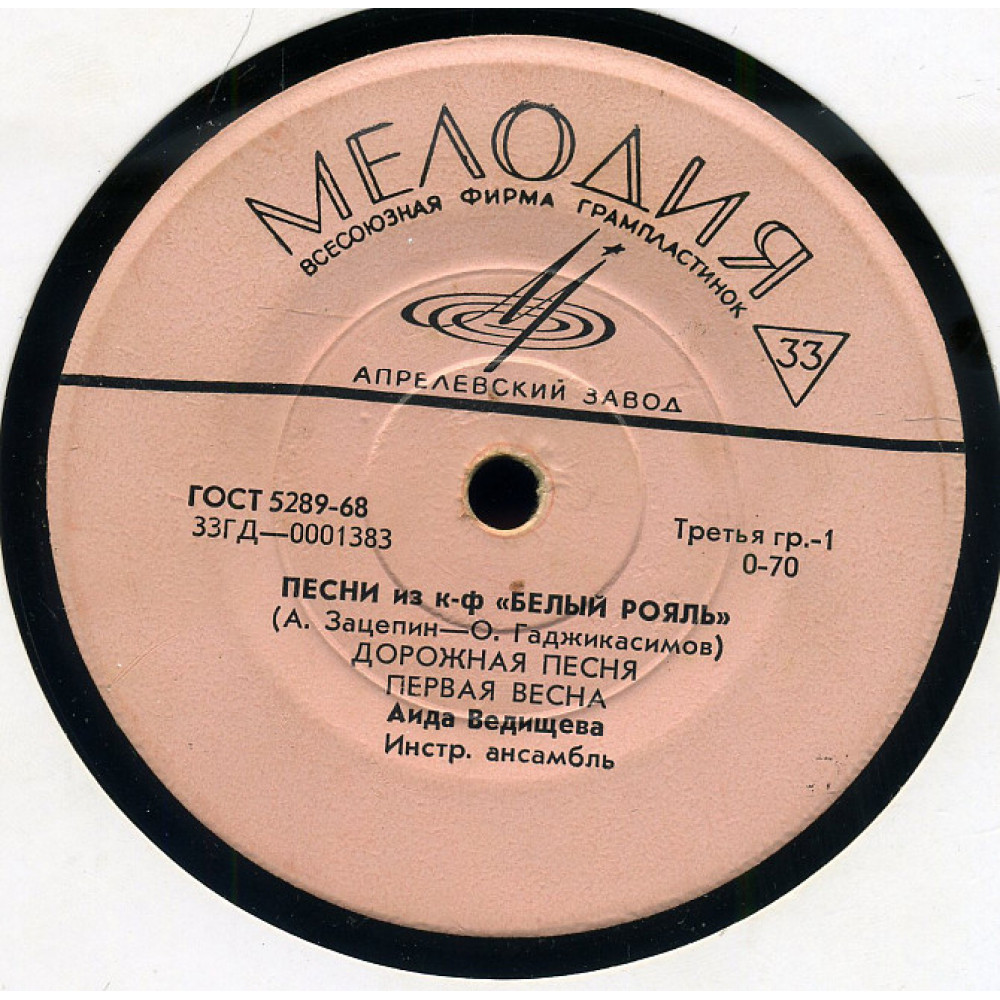 МЕЛОДИЯ
ВСЕСОЮЗНАЯ ФИРМА ГРАМПЛАСТИНОК
33
АПРЕЛЕВСКИЙ ЗАВОД
ГОСТ 5289-68
33ГД—0001383
Третья гр.-1
0-70
ПЕСНИ из к-ф «БЕЛЫЙ РОЯЛЬ»
(А. Зацепин—О. Гаджикасимов)
ДОРОЖНАЯ ПЕСНЯ
ПЕРВАЯ ВЕСНА
Аида Ведищева
Инстр. ансамбль